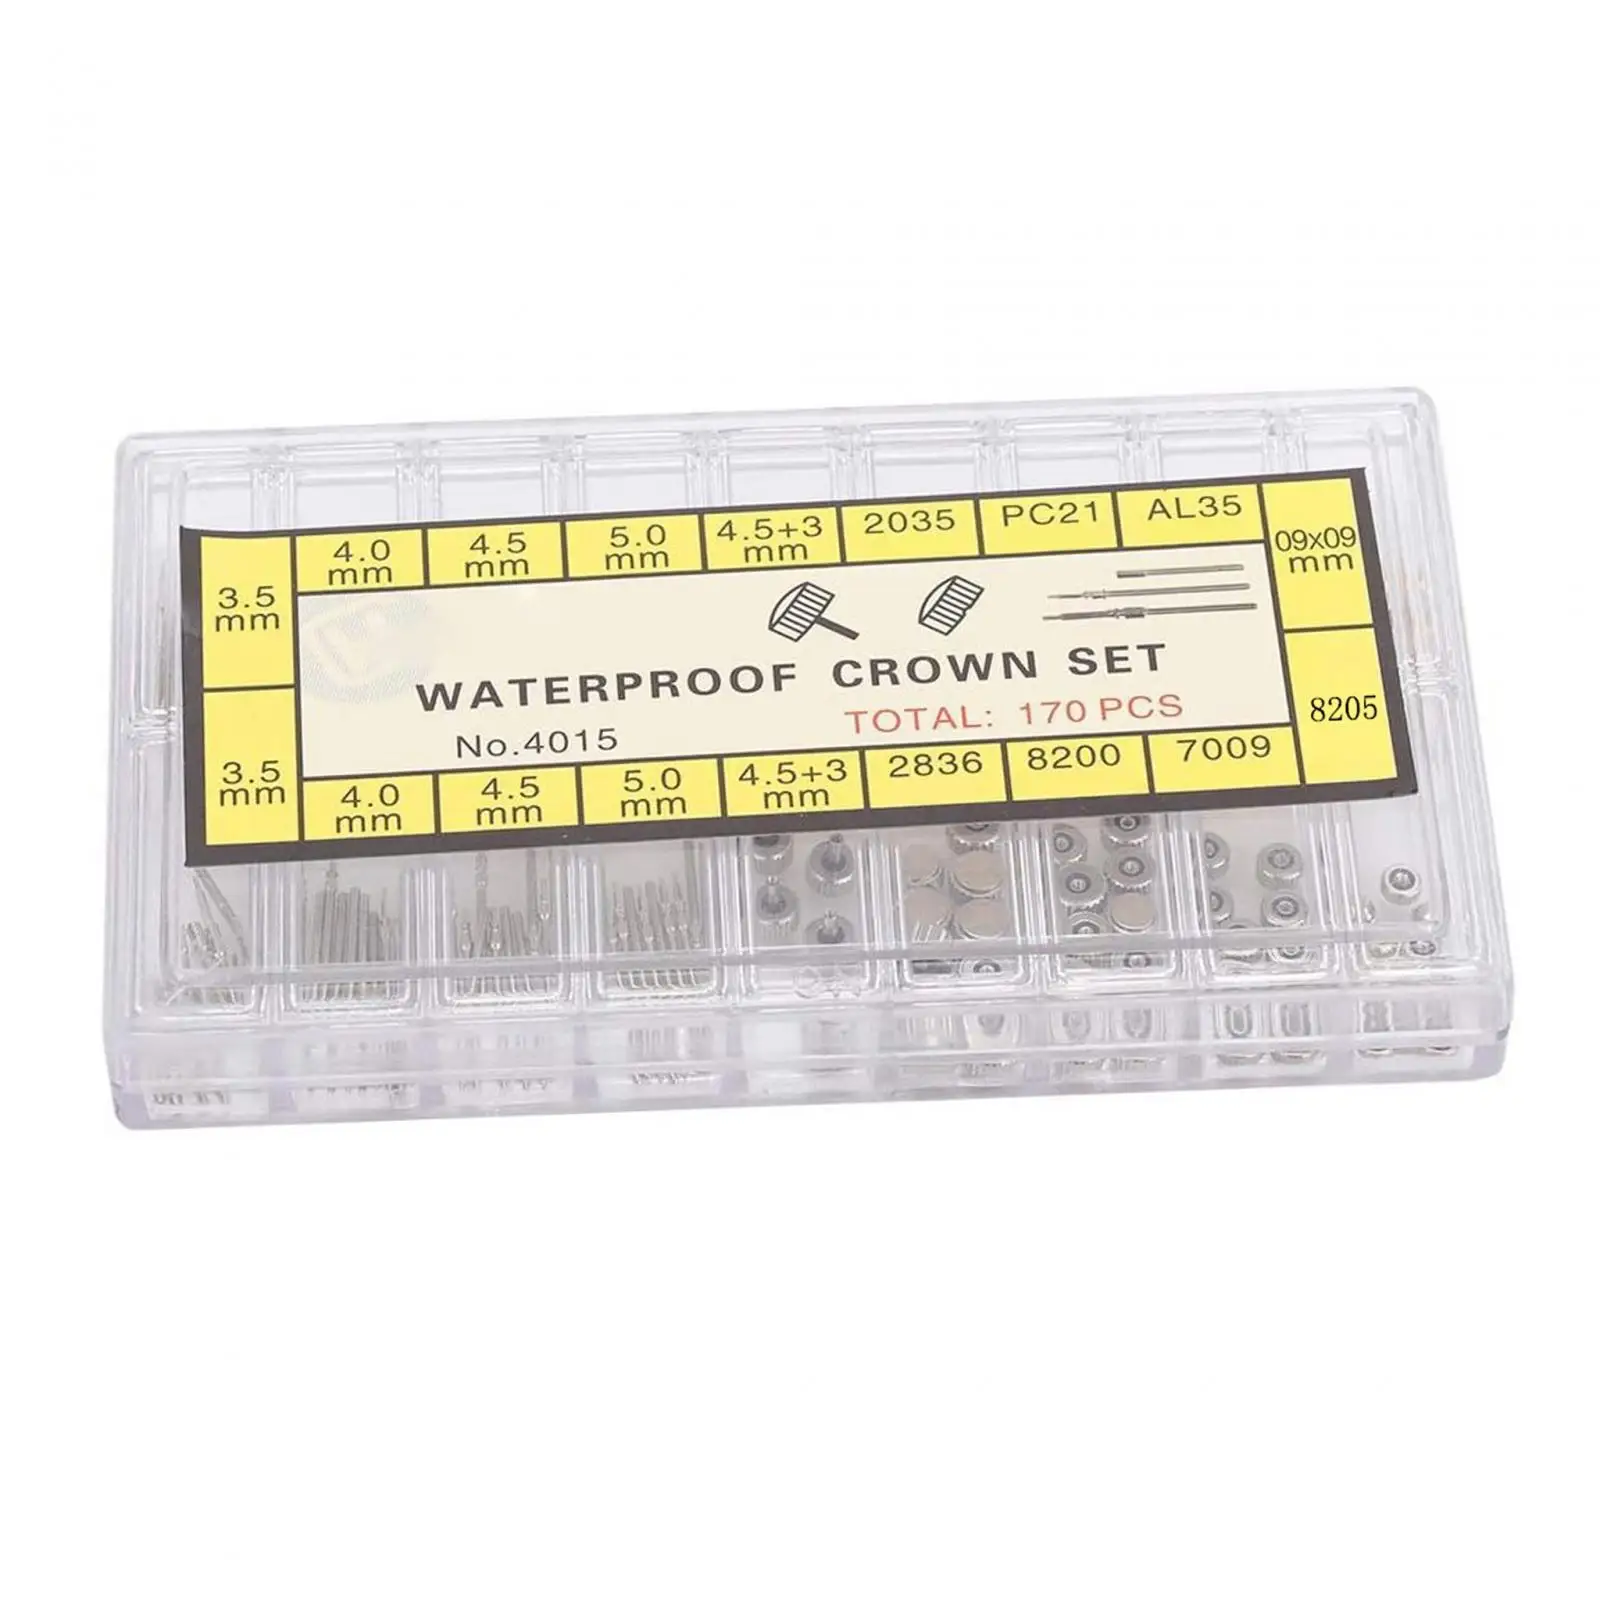 3.5 mm
4.0 mm
4.5 mm
5.0 mm
4.5+3 mm
2035
PC21
AL35
09x09 mm
WATERPROOF CROWN SET
No.4015
TOTAL: 170 PCS
3.5 mm
4.0 mm
4.5 mm
5.0 mm
4.5+3 mm
2836
8200
7009
8205